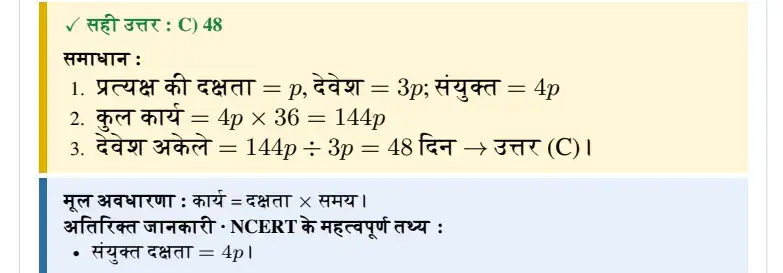 ✓ सही उत्तर : C) 48
समाधान :
1. प्रत्यक्ष की दक्षता = p, देवेश = 3p; संयुक्त = 4p
2. कुल कार्य = 4p × 36 = 144p
3. देवेश अकेले = 144p ÷ 3p = 48 दिन → उत्तर (C)।
मूल अवधारणा : कार्य = दक्षता × समय।
अतिरिक्त जानकारी · NCERT के महत्वपूर्ण तथ्य :
• संयुक्त दक्षता = 4p।